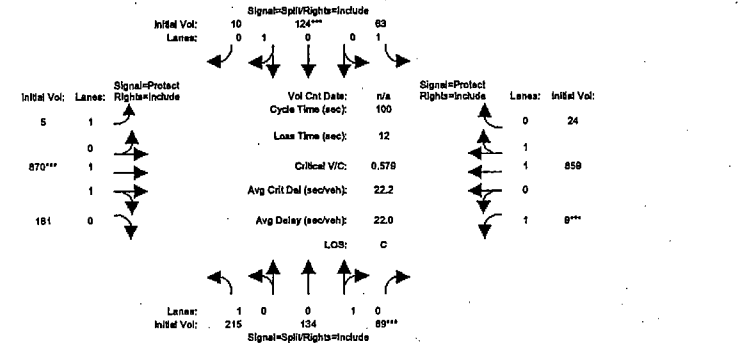 Signal=Split/Rights=Include
Initial Vol: 10 124*** 63
Lanes: 0 1 0 0 1
Signal=Protect
Initial Vol: Lanes: Rights=Include
Vol Cnt Date: n/a
Signal=Protect
Rights=Include Lanes: Initial Vol:
Cycle Time (sec): 100
5 1
0 24
Loss Time (sec): 12
0
1
870*** 1
Critical V/C: 0.579
1 859
1
Avg Crit Del (sec/veh): 22.2
0
181 0
Avg Delay (sec/veh): 22.0
1 9***
LOS: C
Lanes: 1 0 0 1 0
Initial Vol: 215 134 89***
Signal=Split/Rights=Include